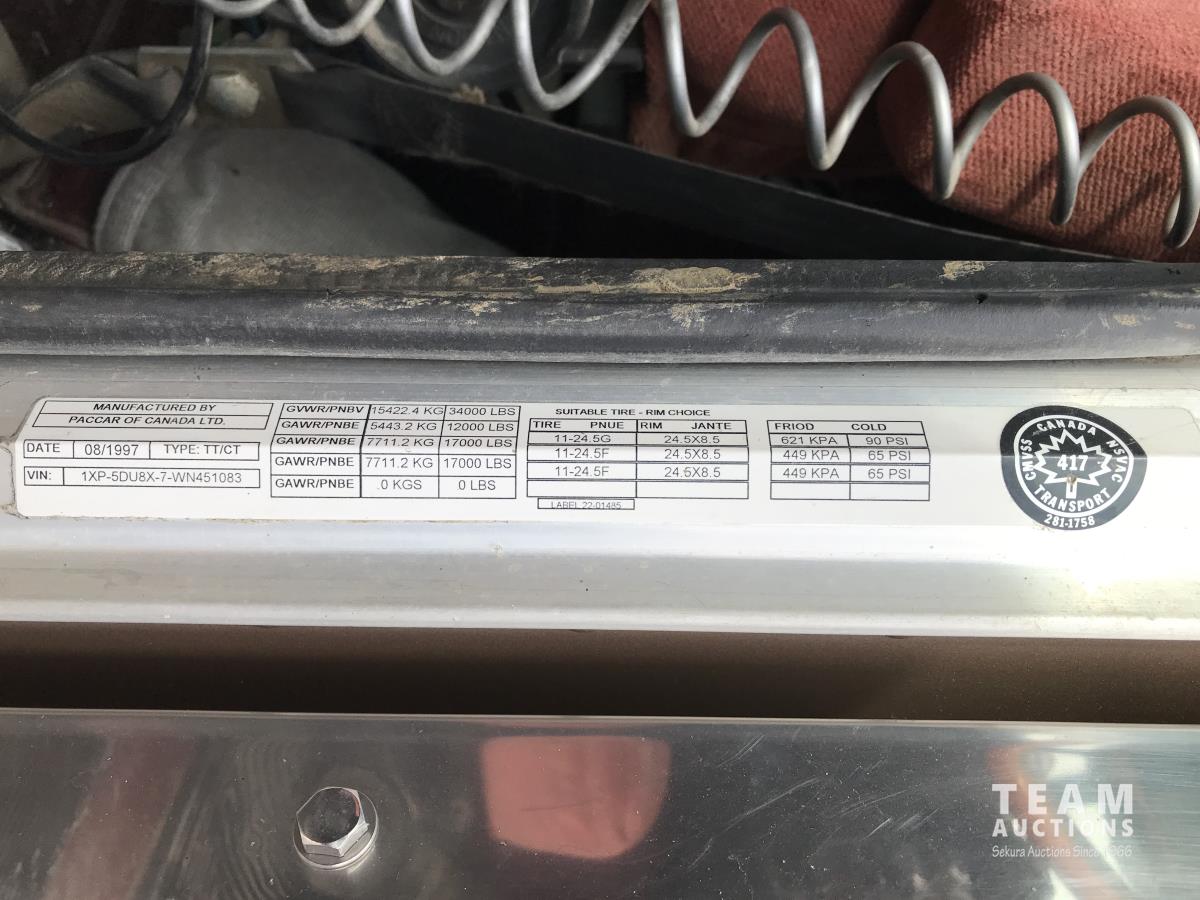 MANUFACTURED BY
PACCAR OF CANADA LTD.
DATE 08/1997 TYPE: TT/CT
VIN: 1XP-5DU8X-7-WN451083
GVWR/PNBV 15422.4 KG 34000 LBS
GAWR/PNBE 5443.2 KG 12000 LBS
GAWR/PNBE 7711.2 KG 17000 LBS
GAWR/PNBE 7711.2 KG 17000 LBS
GAWR/PNBE .0 KGS 0 LBS
SUITABLE TIRE - RIM CHOICE
TIRE PNUE RIM JANTE
11-24.5G 24.5X8.5
11-24.5F 24.5X8.5
11-24.5F 24.5X8.5
LABEL 22-01485
FRIOD COLD
621 KPA 90 PSI
449 KPA 65 PSI
449 KPA 65 PSI
CANADA
CMVSS NSVAC
417
TRANSPORT
281-1758
TEAM
AUCTIONS
Sekura Auctions Since 1966